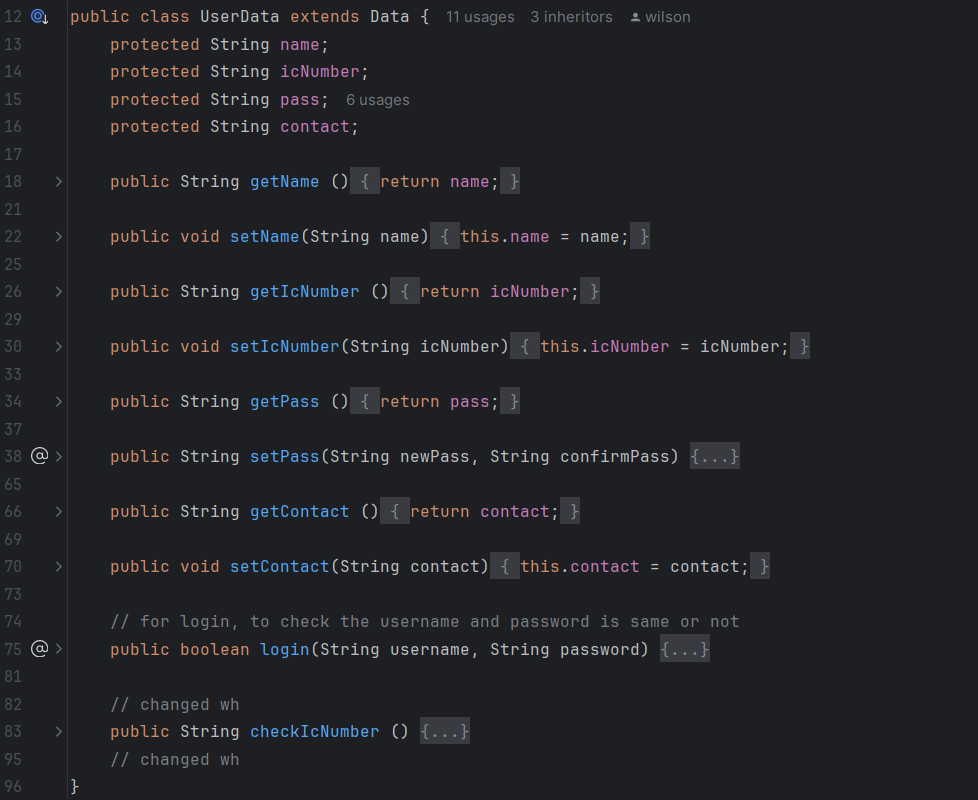 12 public class UserData extends Data { 11 usages 3 inheritors wilson
13 protected String name;
14 protected String icNumber;
15 protected String pass; 6 usages
16 protected String contact;
17
18 public String getName () { return name; }
21
22 public void setName(String name) { this.name = name; }
25
26 public String getIcNumber () { return icNumber; }
29
30 public void setIcNumber(String icNumber) { this.icNumber = icNumber; }
33
34 public String getPass () { return pass; }
37
38 @ public String setPass(String newPass, String confirmPass) {...}
65
66 public String getContact () { return contact; }
69
70 public void setContact(String contact) { this.contact = contact; }
73
74 // for login, to check the username and password is same or not
75 @ public boolean login(String username, String password) {...}
81
82 // changed wh
83 public String checkIcNumber () {...}
95 // changed wh
96 }